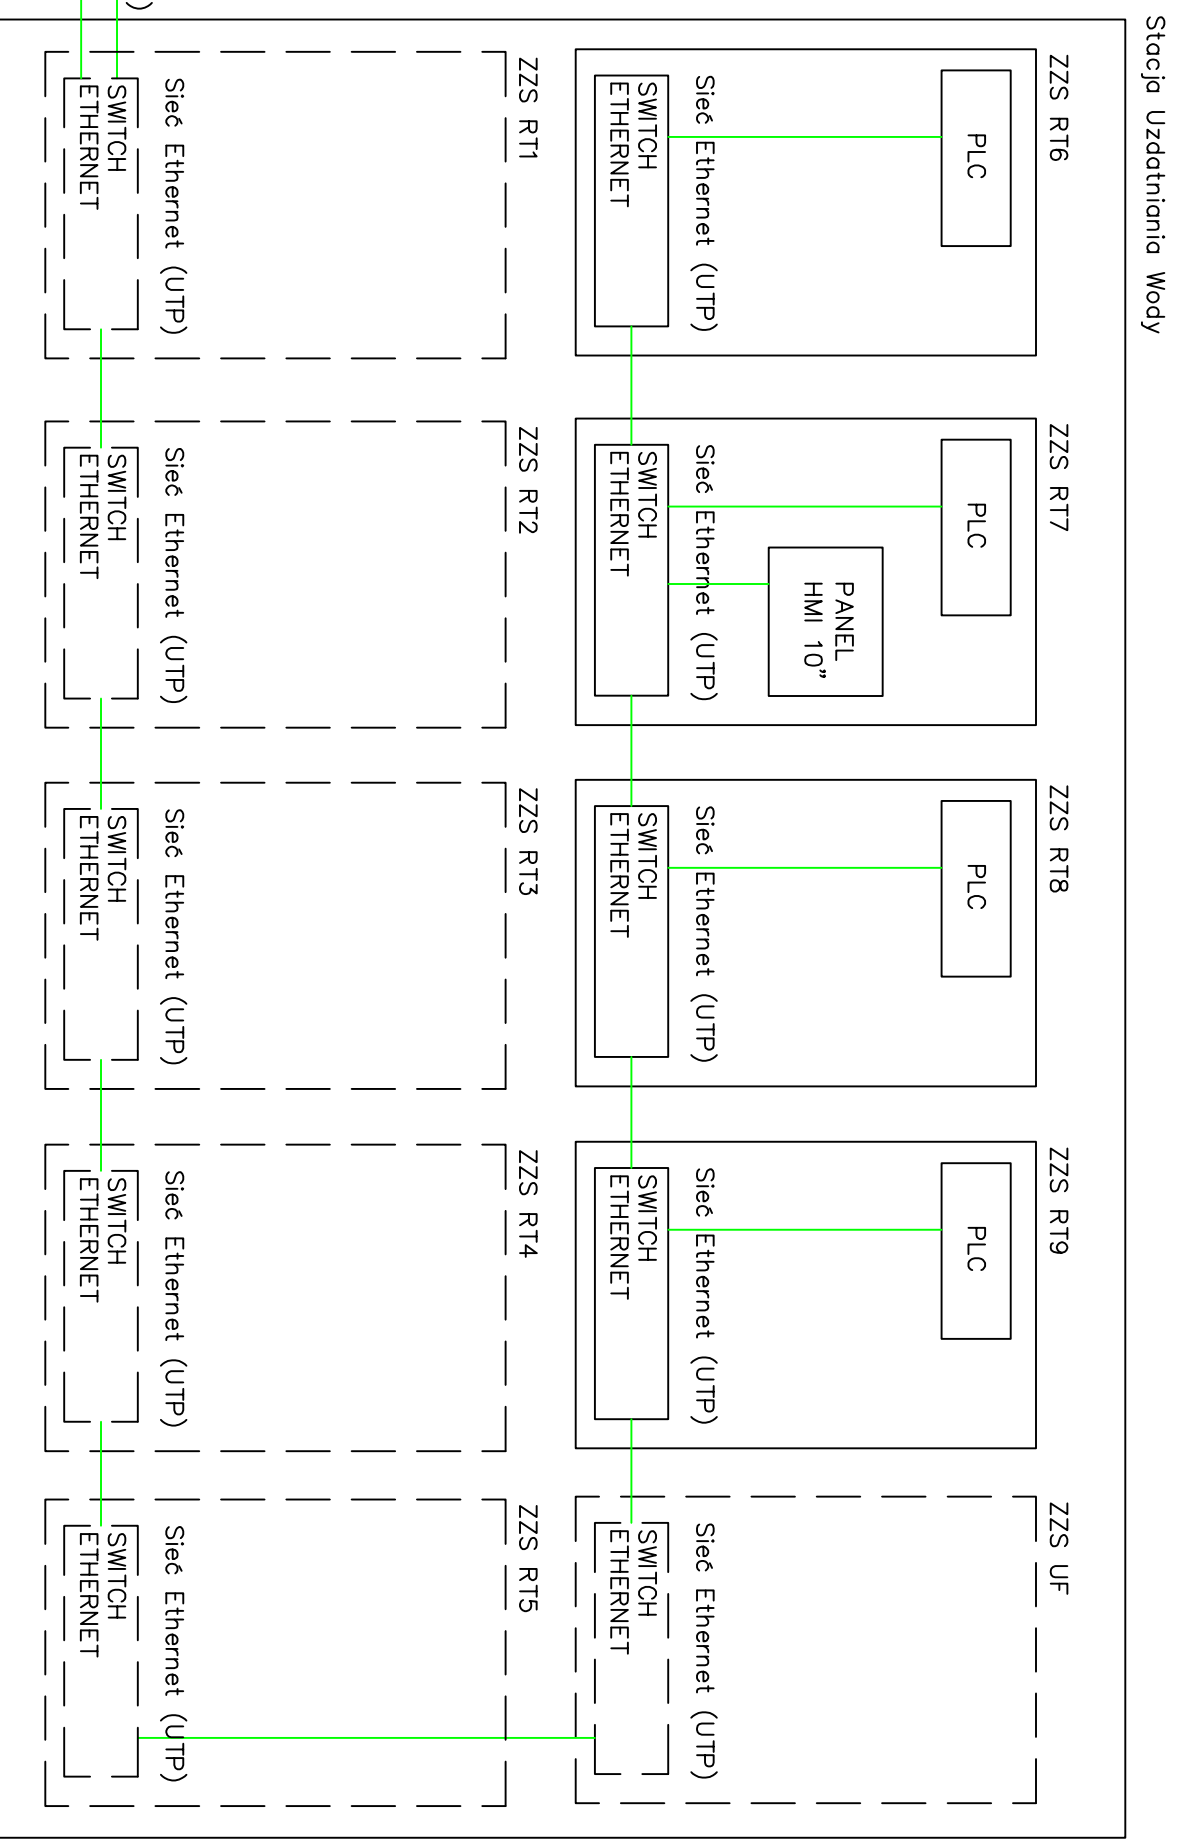 Stacja Uzdatniania Wody
ZZS RT6
PLC
Sieć Ethernet (UTP)
SWITCH
ETHERNET
ZZS RT7
PLC
PANEL
HMI 10”
Sieć Ethernet (UTP)
SWITCH
ETHERNET
ZZS RT8
PLC
Sieć Ethernet (UTP)
SWITCH
ETHERNET
ZZS RT9
PLC
Sieć Ethernet (UTP)
SWITCH
ETHERNET
ZZS UF
Sieć Ethernet (UTP)
SWITCH
ETHERNET
ZZS RT1
Sieć Ethernet (UTP)
SWITCH
ETHERNET
ZZS RT2
Sieć Ethernet (UTP)
SWITCH
ETHERNET
ZZS RT3
Sieć Ethernet (UTP)
SWITCH
ETHERNET
ZZS RT4
Sieć Ethernet (UTP)
SWITCH
ETHERNET
ZZS RT5
Sieć Ethernet (UTP)
SWITCH
ETHERNET
)